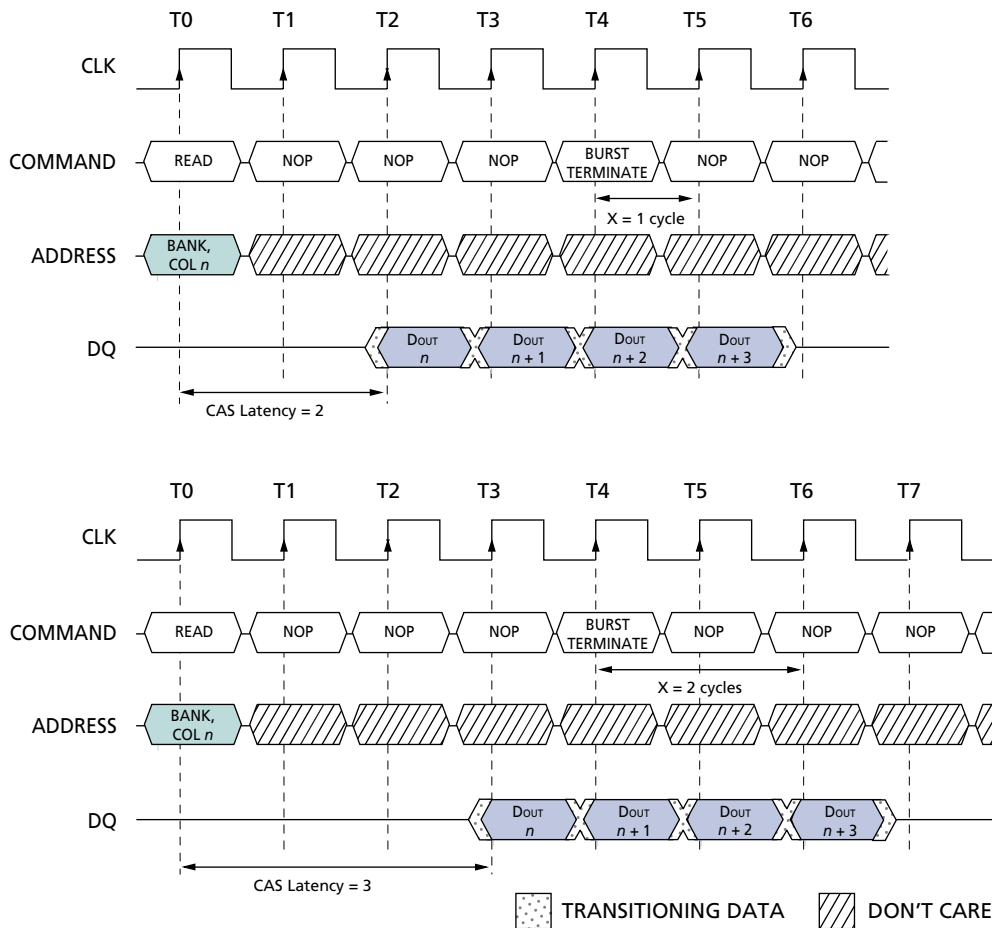 T0 T1 T2 T3 T4 T5 T6
CLK
COMMAND READ NOP NOP NOP BURST TERMINATE NOP NOP
X = 1 cycle
ADDRESS BANK, COL n
DQ DOUT n DOUT n + 1 DOUT n + 2 DOUT n + 3
CAS Latency = 2
T0 T1 T2 T3 T4 T5 T6 T7
CLK
COMMAND READ NOP NOP NOP BURST TERMINATE NOP NOP NOP
X = 2 cycles
ADDRESS BANK, COL n
DQ DOUT n DOUT n + 1 DOUT n + 2 DOUT n + 3
CAS Latency = 3
TRANSITIONING DATA DON'T CARE